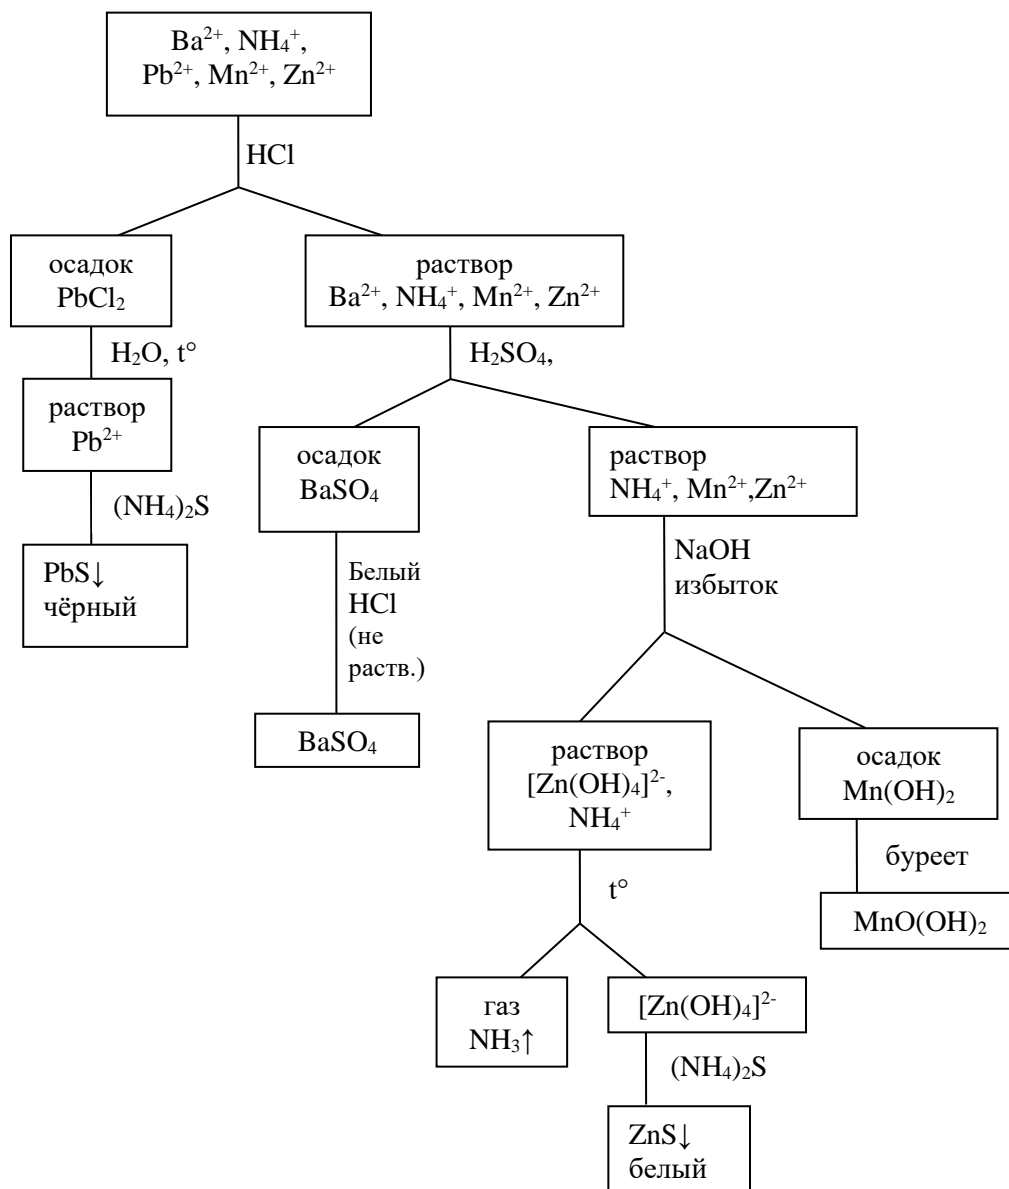 Ba²⁺, NH₄⁺,
Pb²⁺, Mn²⁺, Zn²⁺
HCl
осадок
PbCl₂
раствор
Ba²⁺, NH₄⁺, Mn²⁺, Zn²⁺
H₂O, t°
H₂SO₄,
раствор
Pb²⁺
осадок
BaSO₄
раствор
NH₄⁺, Mn²⁺,Zn²⁺
(NH₄)₂S
PbS↓
чёрный
Белый
HCl
(не
раств.)
NaOH
избыток
BaSO₄
раствор
[Zn(OH)₄]²⁻,
NH₄⁺
осадок
Mn(OH)₂
буреет
t°
MnO(OH)₂
газ
NH₃↑
[Zn(OH)₄]²⁻
(NH₄)₂S
ZnS↓
белый